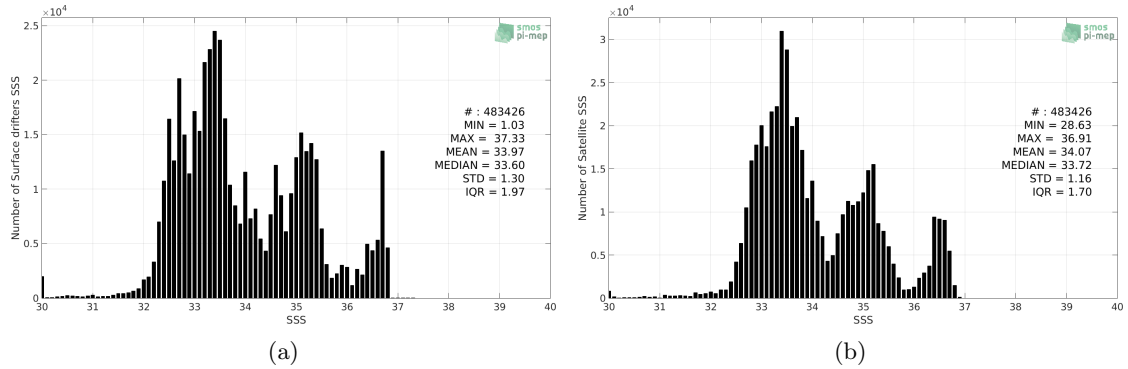 ×10⁴
2.5
2
1.5
1
0.5
0
Number of Surface drifters SSS
30 31 32 33 34 35 36 37 38 39 40
SSS
smos
pi-mep
# : 483426
MIN = 1.03
MAX = 37.33
MEAN = 33.97
MEDIAN = 33.60
STD = 1.30
IQR = 1.97
(a)
×10⁴
3
2.5
2
1.5
1
0.5
0
Number of Satellite SSS
30 31 32 33 34 35 36 37 38 39 40
SSS
smos
pi-mep
# : 483426
MIN = 28.63
MAX = 36.91
MEAN = 34.07
MEDIAN = 33.72
STD = 1.16
IQR = 1.70
(b)